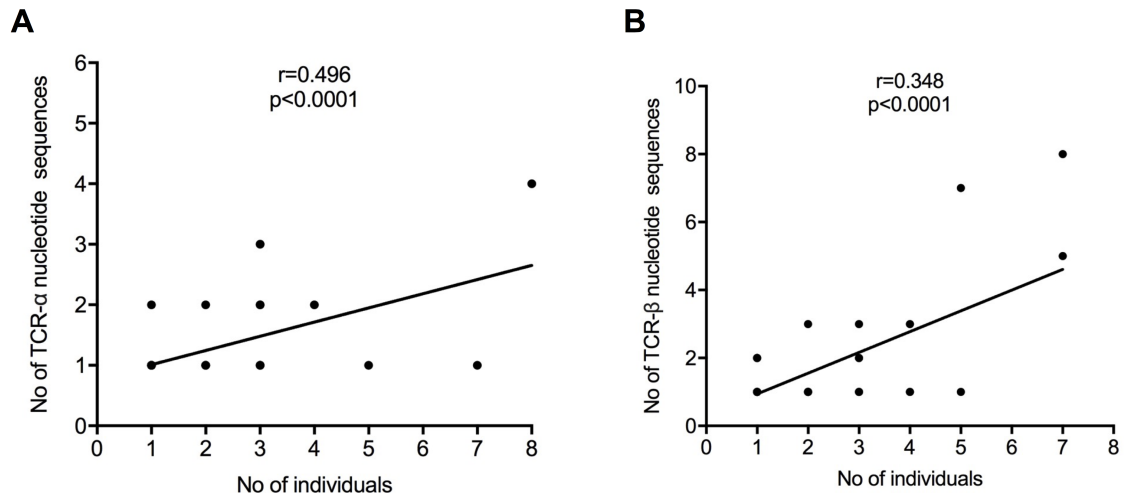 A
r=0.496
p<0.0001
No of TCR-α nucleotide sequences
6
5
4
3
2
1
0
0 1 2 3 4 5 6 7 8
No of individuals
B
r=0.348
p<0.0001
No of TCR-β nucleotide sequences
10
8
6
4
2
0
0 1 2 3 4 5 6 7 8
No of individuals